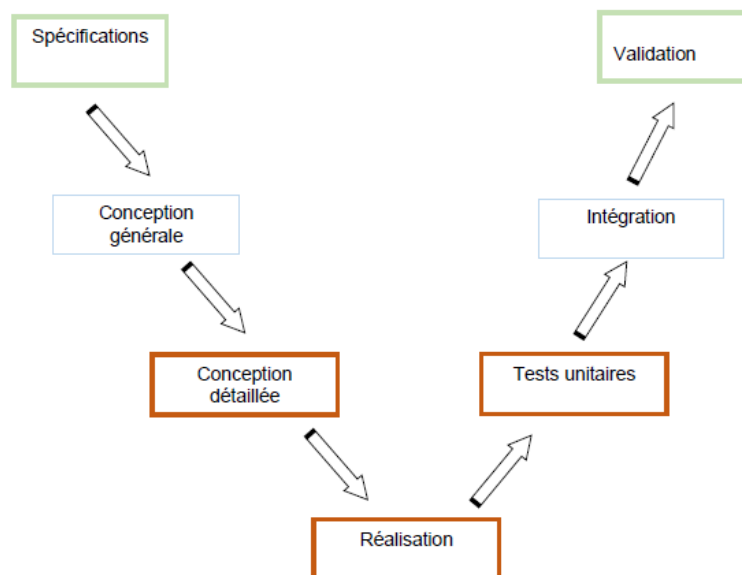 Spécifications
Validation
Conception
générale
Intégration
Conception
détaillée
Tests unitaires
Réalisation